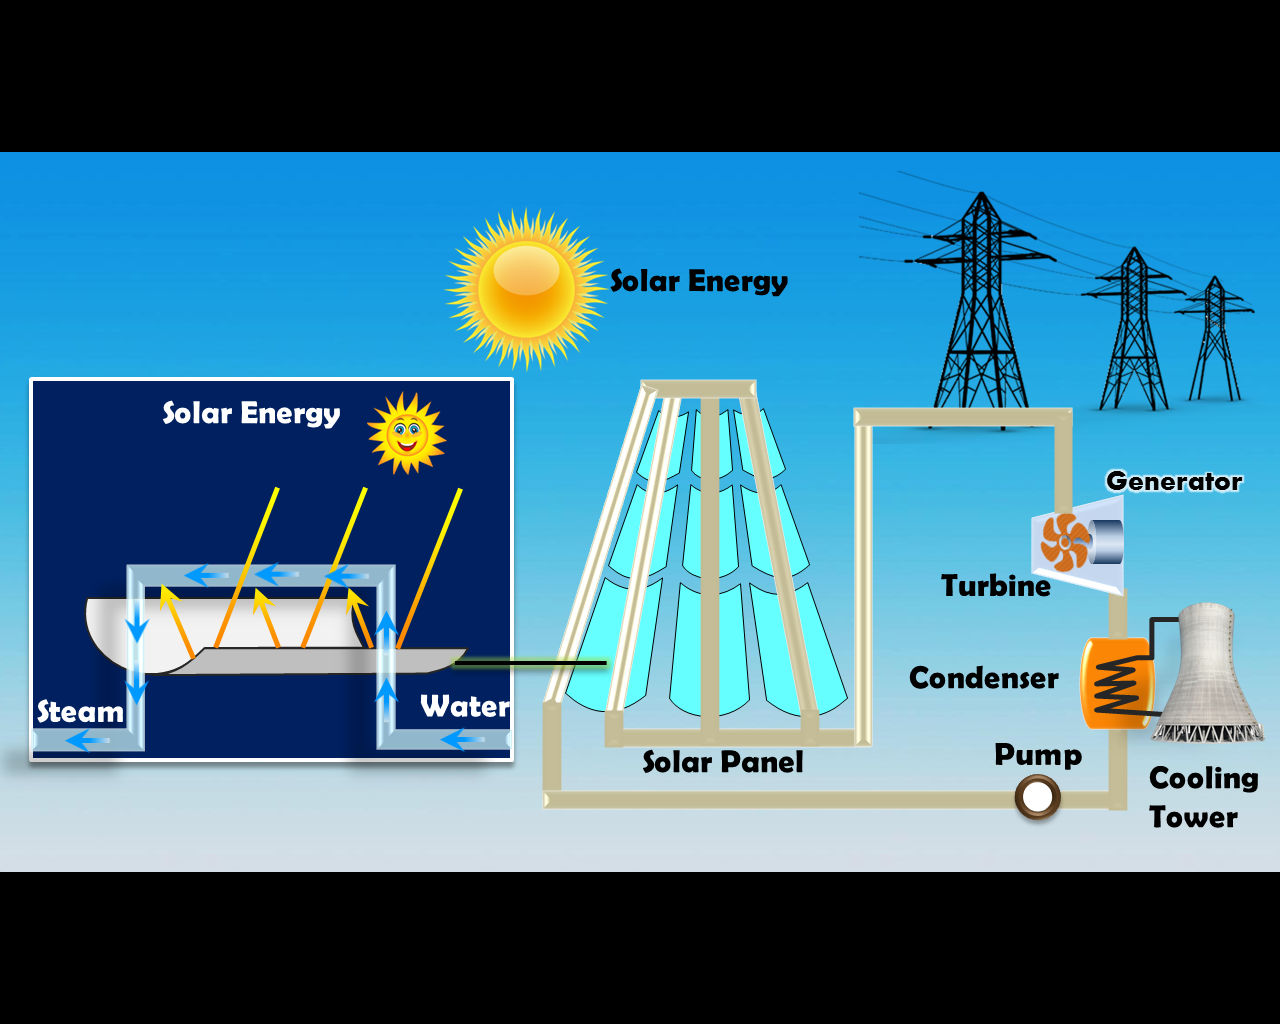 Solar Energy
Solar Energy
Generator
Turbine
Condenser
Steam
Water
Solar Panel
Pump
Cooling
Tower